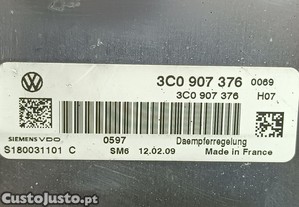 3C0 907 376 0069
3C0 907 376 H07
SIEMENS VDO 0597 Daempferregelung
S180031101 C SM6 12.02.09 Made in France
CustoJusto.pt